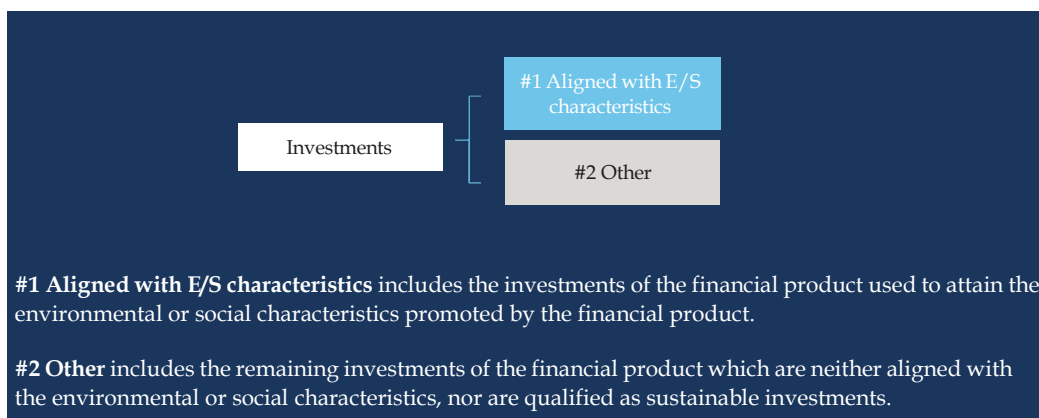 #1 Aligned with E/S
characteristics
Investments
#2 Other
#1 Aligned with E/S characteristics includes the investments of the financial product used to attain the
environmental or social characteristics promoted by the financial product.
#2 Other includes the remaining investments of the financial product which are neither aligned with
the environmental or social characteristics, nor are qualified as sustainable investments.